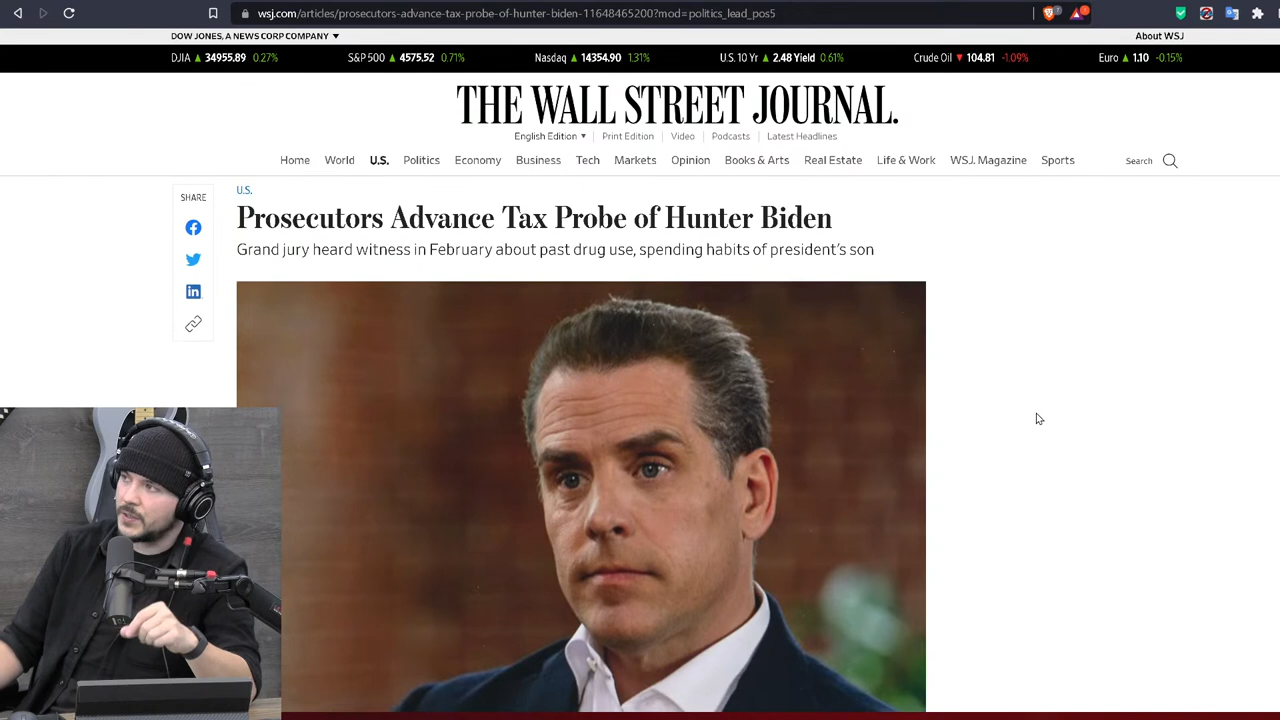 wsj.com/articles/prosecutors-advance-tax-probe-of-hunter-biden-11648465200?mod=politics_lead_pos5
DOW JONES, A NEWS CORP COMPANY ▼
About WSJ
DJIA ▲ 34955.89 0.27% S&P 500 ▲ 4575.52 0.71% Nasdaq ▲ 14354.90 1.31% U.S. 10 Yr ▲ 2.48 Yield 0.61% Crude Oil ▼ 104.81 -1.09% Euro ▲ 1.10 -0.15%
THE WALL STREET JOURNAL.
English Edition ▼ Print Edition Video Podcasts Latest Headlines
Home World U.S. Politics Economy Business Tech Markets Opinion Books & Arts Real Estate Life & Work WSJ. Magazine Sports Search
SHARE
U.S.
Prosecutors Advance Tax Probe of Hunter Biden
Grand jury heard witness in February about past drug use, spending habits of president's son